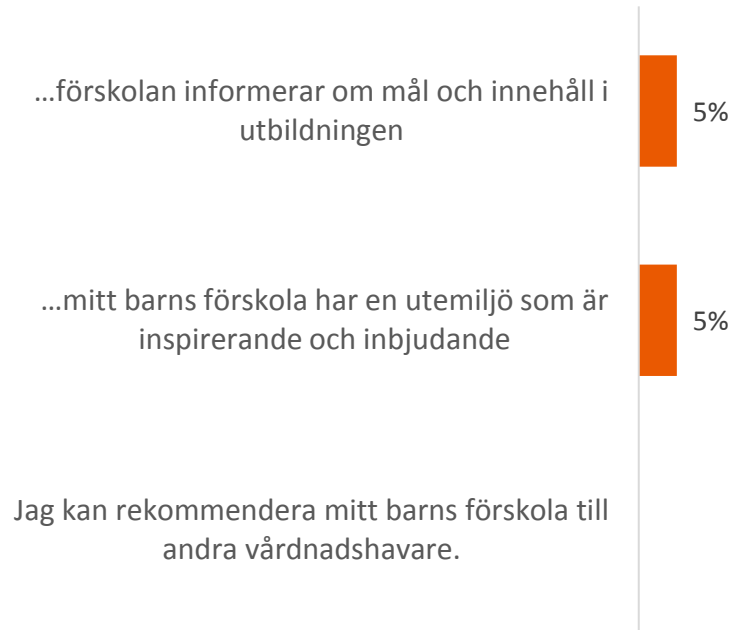 …förskolan informerar om mål och innehåll i
utbildningen
5%
…mitt barns förskola har en utemiljö som är
inspirerande och inbjudande
5%
Jag kan rekommendera mitt barns förskola till
andra vårdnadshavare.